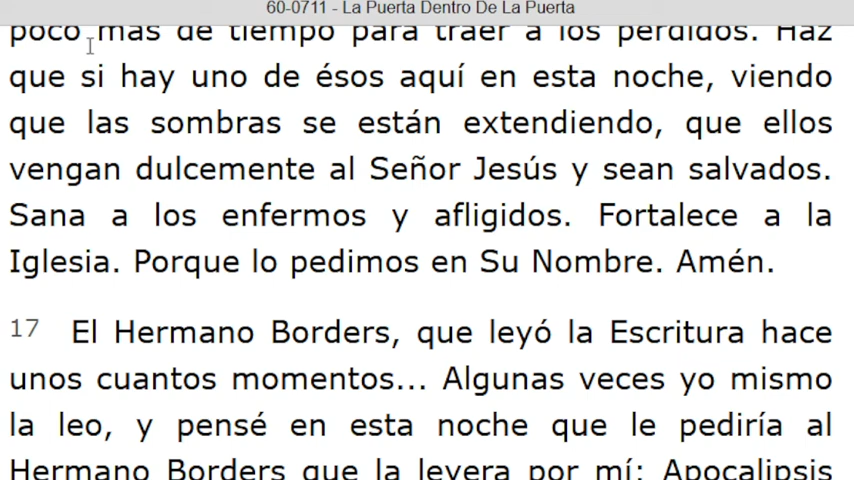 60-0711 - La Puerta Dentro De La Puerta
poco más de tiempo para traer a los perdidos. Haz
que si hay uno de ésos aquí en esta noche, viendo
que las sombras se están extendiendo, que ellos
vengan dulcemente al Señor Jesús y sean salvados.
Sana a los enfermos y afligidos. Fortalece a la
Iglesia. Porque lo pedimos en Su Nombre. Amén.
17 El Hermano Borders, que leyó la Escritura hace
unos cuantos momentos... Algunas veces yo mismo
la leo, y pensé en esta noche que le pediría al
Hermano Borders que la leyera por mí: Apocalipsis